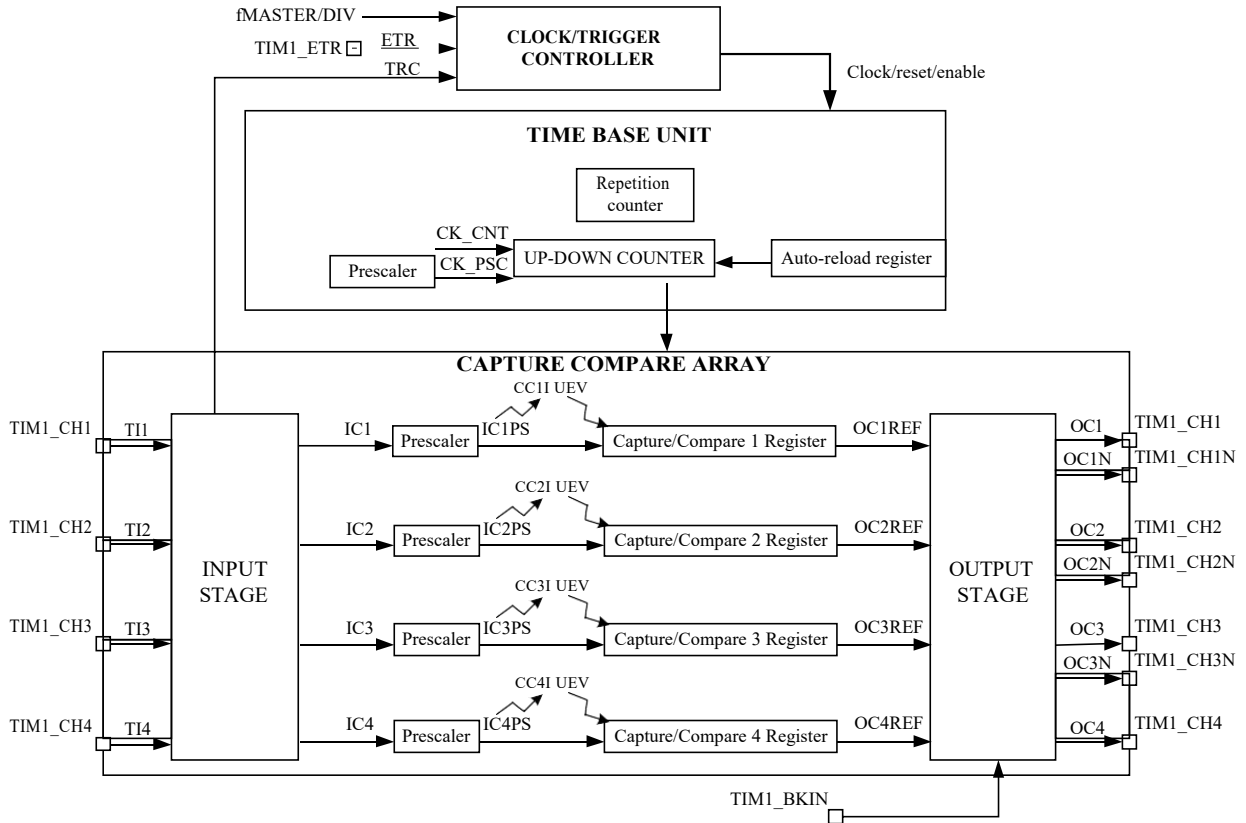 fMASTER/DIV
TIM1_ETR
ETR
TRC
CLOCK/TRIGGER
CONTROLLER
Clock/reset/enable
TIME BASE UNIT
Repetition
counter
CK_CNT
CK_PSC
Prescaler
UP-DOWN COUNTER
Auto-reload register
CAPTURE COMPARE ARRAY
CC1I UEV
TIM1_CH1
TI1
IC1
Prescaler
IC1PS
Capture/Compare 1 Register
OC1REF
OC1
TIM1_CH1
OC1N
TIM1_CH1N
CC2I UEV
TIM1_CH2
TI2
IC2
Prescaler
IC2PS
Capture/Compare 2 Register
OC2REF
OC2
TIM1_CH2
OC2N
TIM1_CH2N
INPUT
STAGE
OUTPUT
STAGE
CC3I UEV
TIM1_CH3
TI3
IC3
Prescaler
IC3PS
Capture/Compare 3 Register
OC3REF
OC3
TIM1_CH3
OC3N
TIM1_CH3N
CC4I UEV
TIM1_CH4
TI4
IC4
Prescaler
IC4PS
Capture/Compare 4 Register
OC4REF
OC4
TIM1_CH4
TIM1_BKIN